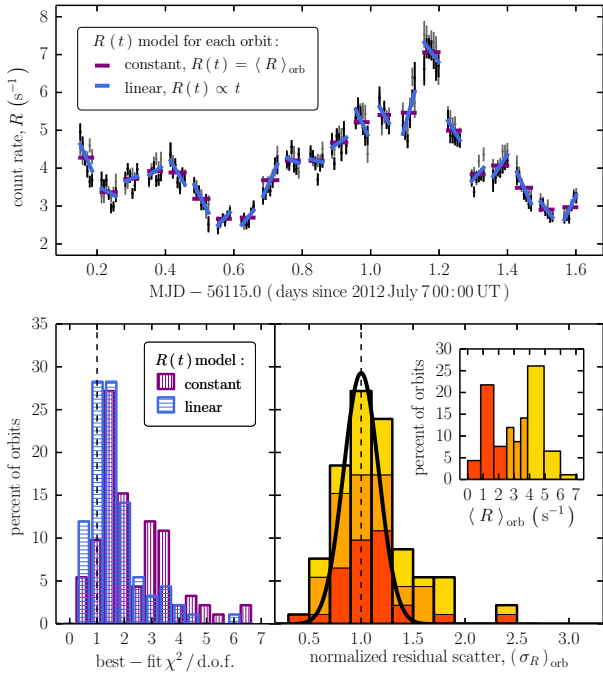 8
7
6
5
4
3
2
count rate, R (s⁻¹)
R(t) model for each orbit:
constant, R(t) = ⟨R⟩orb
linear, R(t) ∝ t
0.2 0.4 0.6 0.8 1.0 1.2 1.4 1.6
MJD − 56115.0 (days since 2012 July 7 00:00 UT)
35
30
25
20
15
10
5
0
percent of orbits
R(t) model:
constant
linear
0 1 2 3 4 5 6 7
best − fit χ² / d.o.f.
30
25
20
15
10
5
0
percent of orbits
0 1 2 3 4 5 6 7
⟨R⟩orb (s⁻¹)
0.5 1.0 1.5 2.0 2.5 3.0
normalized residual scatter, (σR)orb